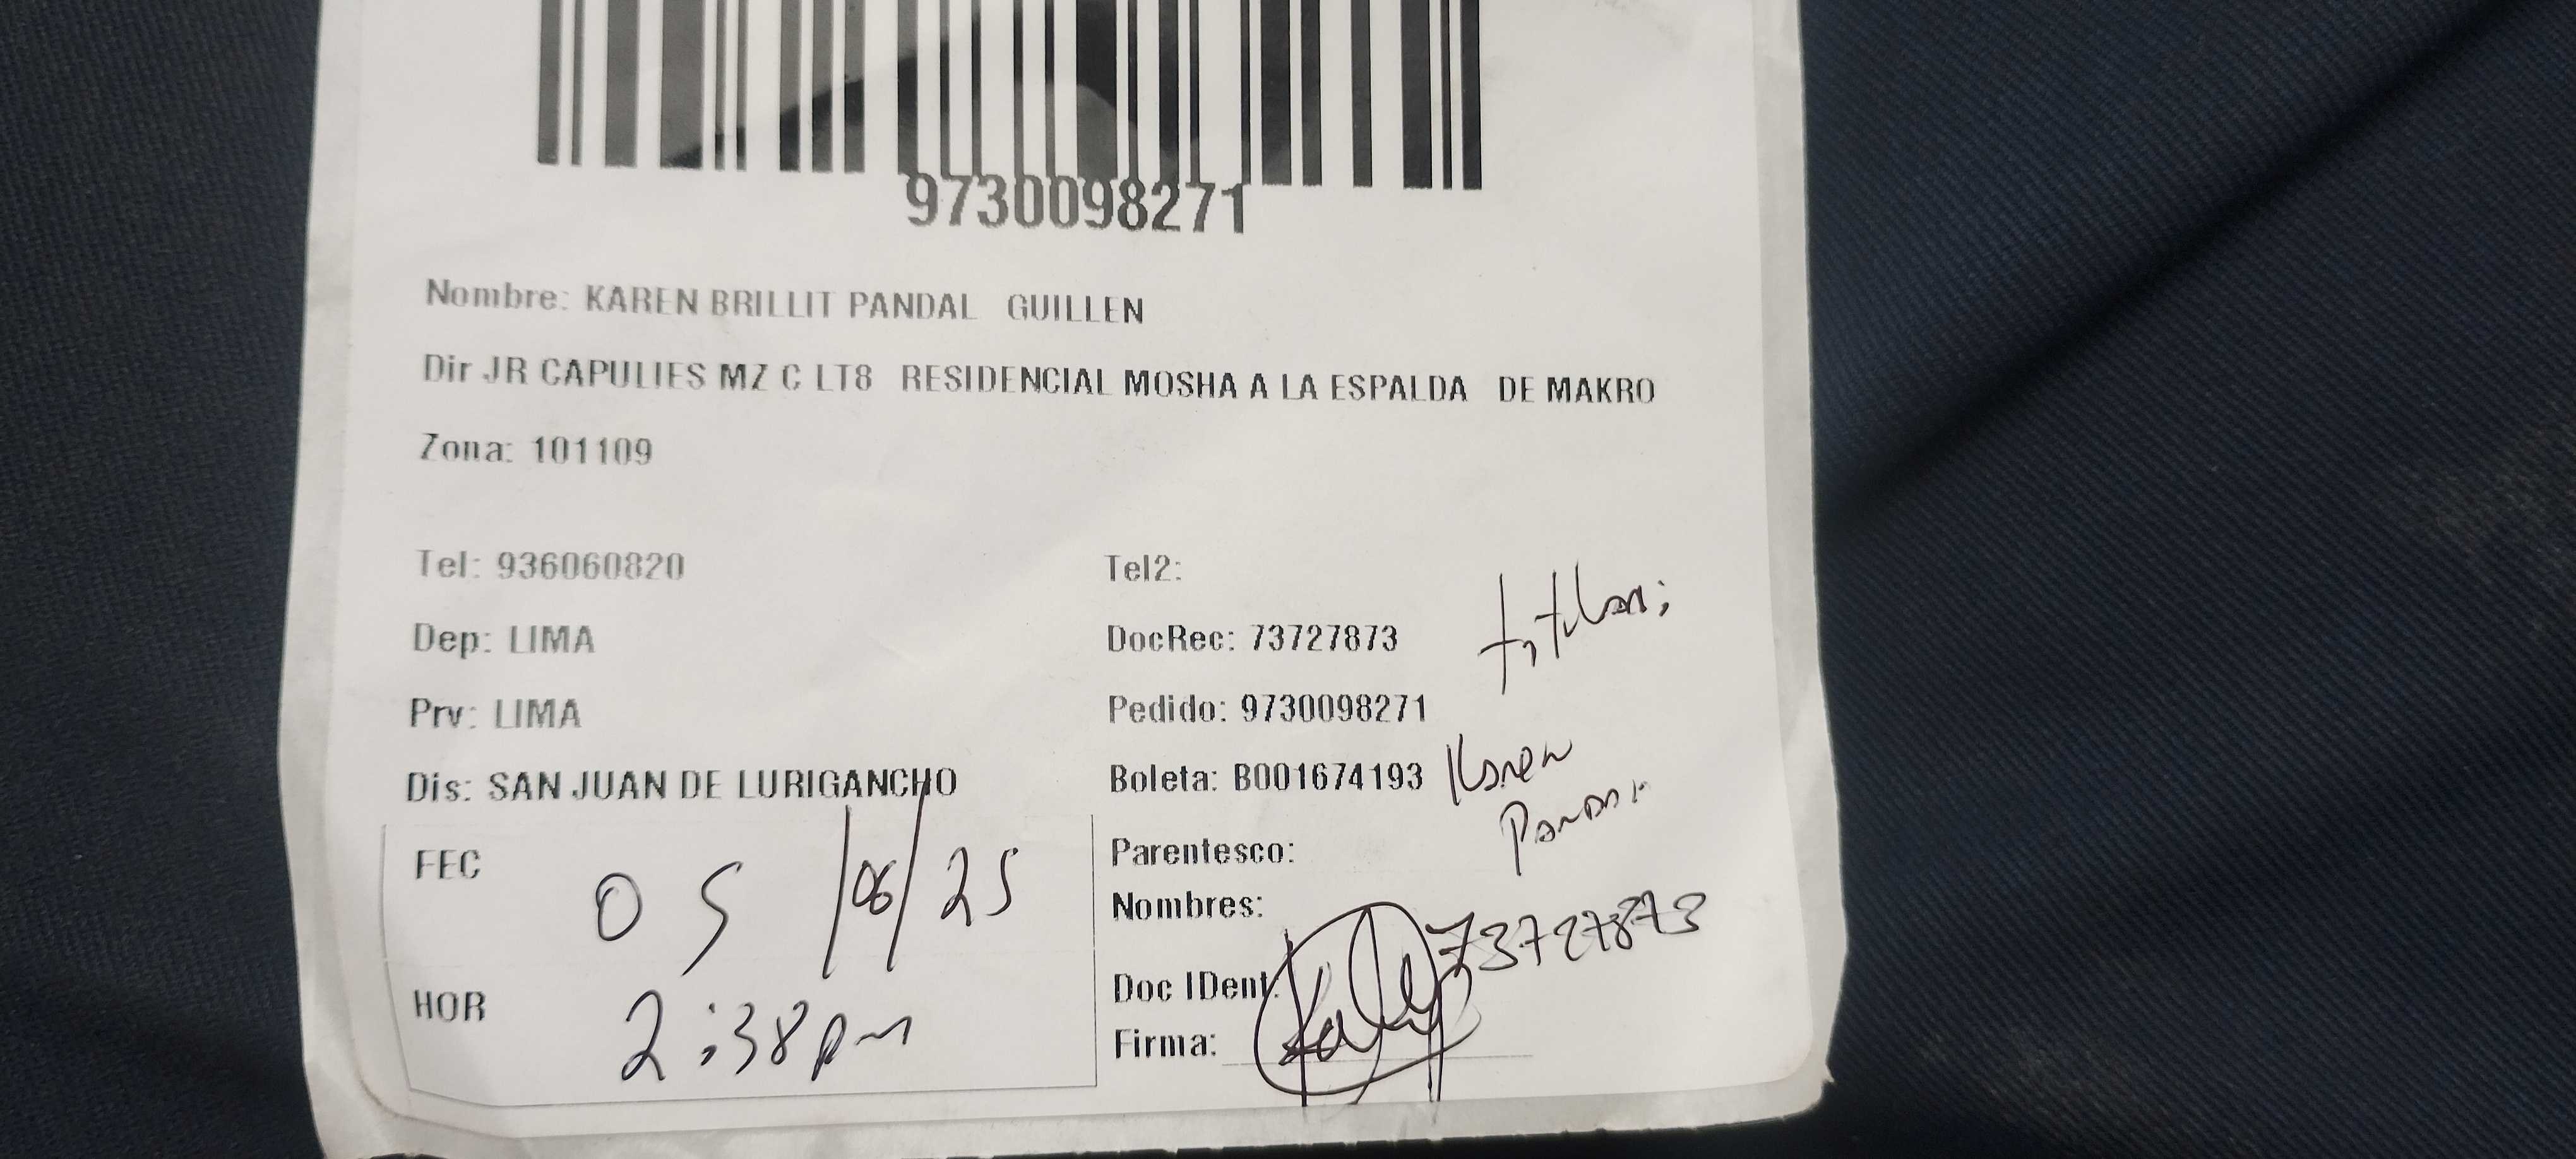 9730098271
Nombre: KAREN BRILLIT PANDAL GUILLEN
Dir JR CAPULIES MZ C LT8 RESIDENCIAL MOSHA A LA ESPALDA DE MAKRO
Zona: 101109
Tel: 936060820
Tel2:
Dep: LIMA
DocRec: 73727873
titular;
Prv: LIMA
Pedido: 9730098271
Dis: SAN JUAN DE LURIGANCHO
Boleta: B001674193
Karen
FEC 05/06/25
Parentesco:
Nombres:
73727873
HOR 2:38pm
Doc IDent:
Firma: